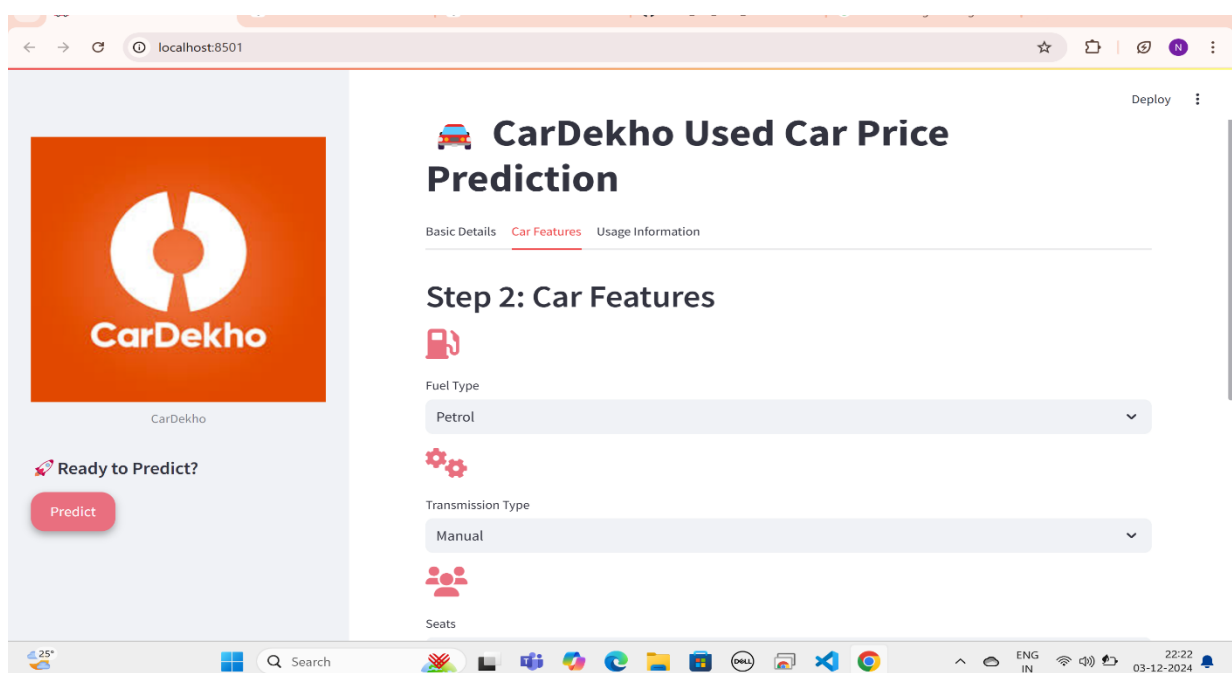 localhost:8501
N
Deploy
CarDekho Used Car Price
Prediction
Basic Details Car Features Usage Information
Step 2: Car Features
Fuel Type
Petrol
Transmission Type
Manual
Seats
CarDekho
CarDekho
Ready to Predict?
Predict
25°
Search
DELL
ENG
IN
22:22
03-12-2024